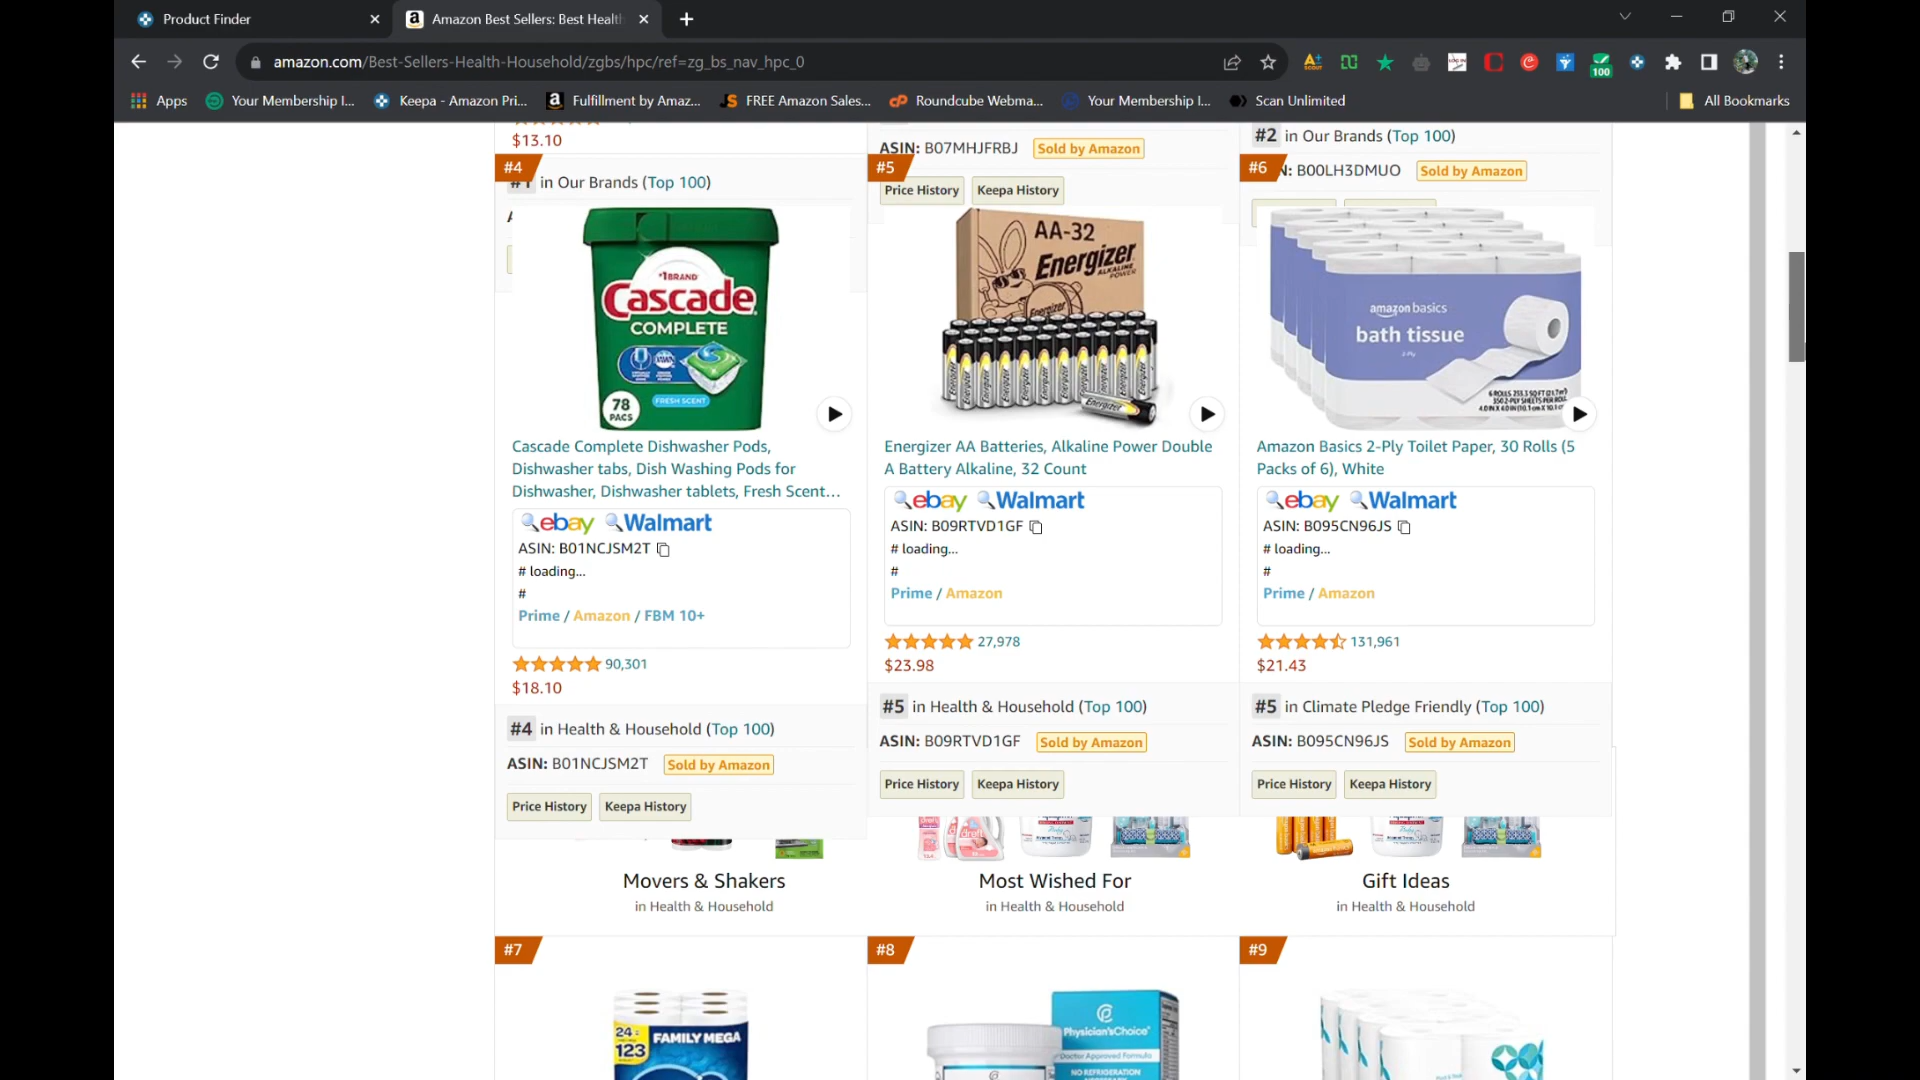 Product Finder
Amazon Best Sellers: Best Health
amazon.com/Best-Sellers-Health-Household/zgbs/hpc/ref=zg_bs_nav_hpc_0
100
Apps
Your Membership I...
Keepa - Amazon Pri...
Fulfillment by Amaz...
FREE Amazon Sales...
Roundcube Webma...
Your Membership I...
Scan Unlimited
All Bookmarks
$13.10
#4
#1 in Our Brands (Top 100)
ASIN: B07MHJFRBJ Sold by Amazon
#5
Price History Keepa History
#2 in Our Brands (Top 100)
#6
N: B00LH3DMUO Sold by Amazon
#1 BRAND
Cascade
COMPLETE
78
PACS
FRESH SCENT
AA-32
Energizer
ALKALINE
POWER
Energizer
amazon basics
bath tissue
2-Ply
Cascade Complete Dishwasher Pods,
Dishwasher tabs, Dish Washing Pods for
Dishwasher, Dishwasher tablets, Fresh Scent...
ebay Walmart
ASIN: B01NCJSM2T
# loading...
#
Prime / Amazon / FBM 10+
90,301
$18.10
#4 in Health & Household (Top 100)
ASIN: B01NCJSM2T Sold by Amazon
Price History Keepa History
Energizer AA Batteries, Alkaline Power Double
A Battery Alkaline, 32 Count
ebay Walmart
ASIN: B09RTVD1GF
# loading...
#
Prime / Amazon
27,978
$23.98
#5 in Health & Household (Top 100)
ASIN: B09RTVD1GF Sold by Amazon
Price History Keepa History
Amazon Basics 2-Ply Toilet Paper, 30 Rolls (5
Packs of 6), White
ebay Walmart
ASIN: B095CN96JS
# loading...
#
Prime / Amazon
131,961
$21.43
#5 in Climate Pledge Friendly (Top 100)
ASIN: B095CN96JS Sold by Amazon
Price History Keepa History
Movers & Shakers
in Health & Household
Most Wished For
in Health & Household
Gift Ideas
in Health & Household
#7
#8
#9
24=
123
FAMILY MEGA
Physician'sChoice
Doctor Approved Formula
NO REFRIGERATION